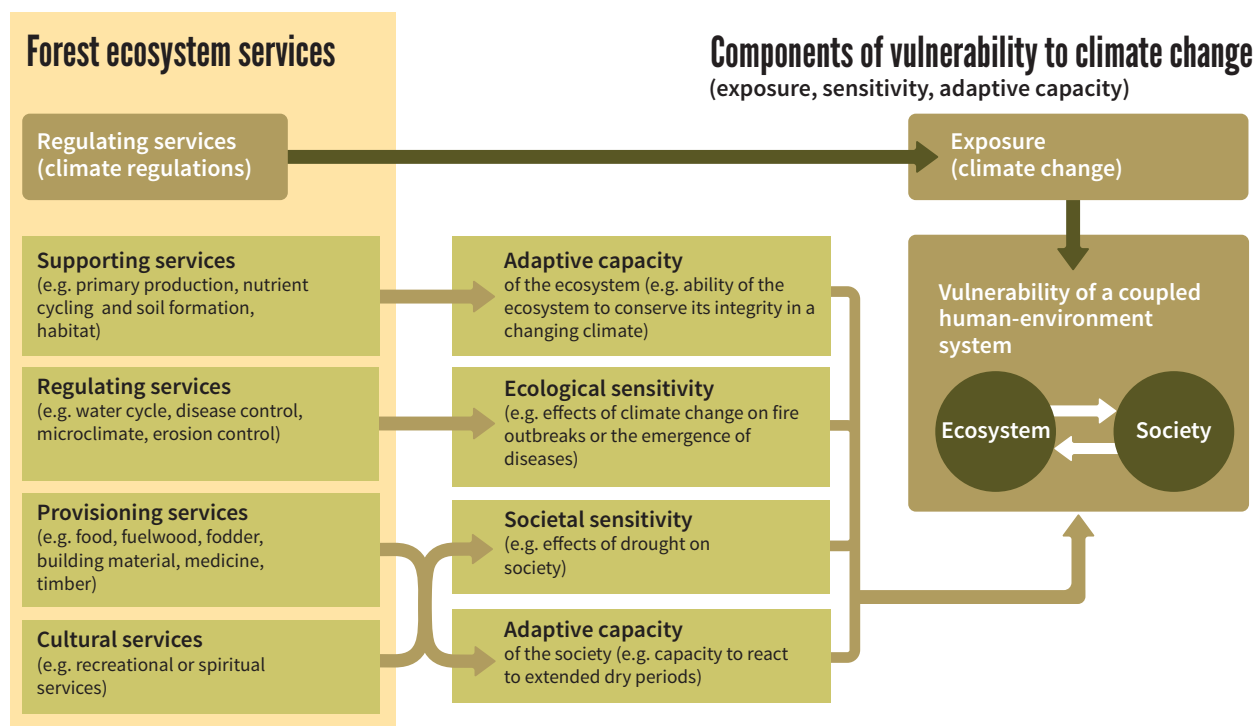 Forest ecosystem services
Components of vulnerability to climate change
(exposure, sensitivity, adaptive capacity)
Regulating services
(climate regulations)
Exposure
(climate change)
Supporting services
(e.g. primary production, nutrient
cycling and soil formation,
habitat)
Adaptive capacity
of the ecosystem (e.g. ability of the
ecosystem to conserve its integrity in a
changing climate)
Vulnerability of a coupled
human-environment
system
Regulating services
(e.g. water cycle, disease control,
microclimate, erosion control)
Ecological sensitivity
(e.g. effects of climate change on fire
outbreaks or the emergence of
diseases)
Ecosystem
Society
Provisioning services
(e.g. food, fuelwood, fodder,
building material, medicine,
timber)
Societal sensitivity
(e.g. effects of drought on
society)
Cultural services
(e.g. recreational or spiritual
services)
Adaptive capacity
of the society (e.g. capacity to react
to extended dry periods)